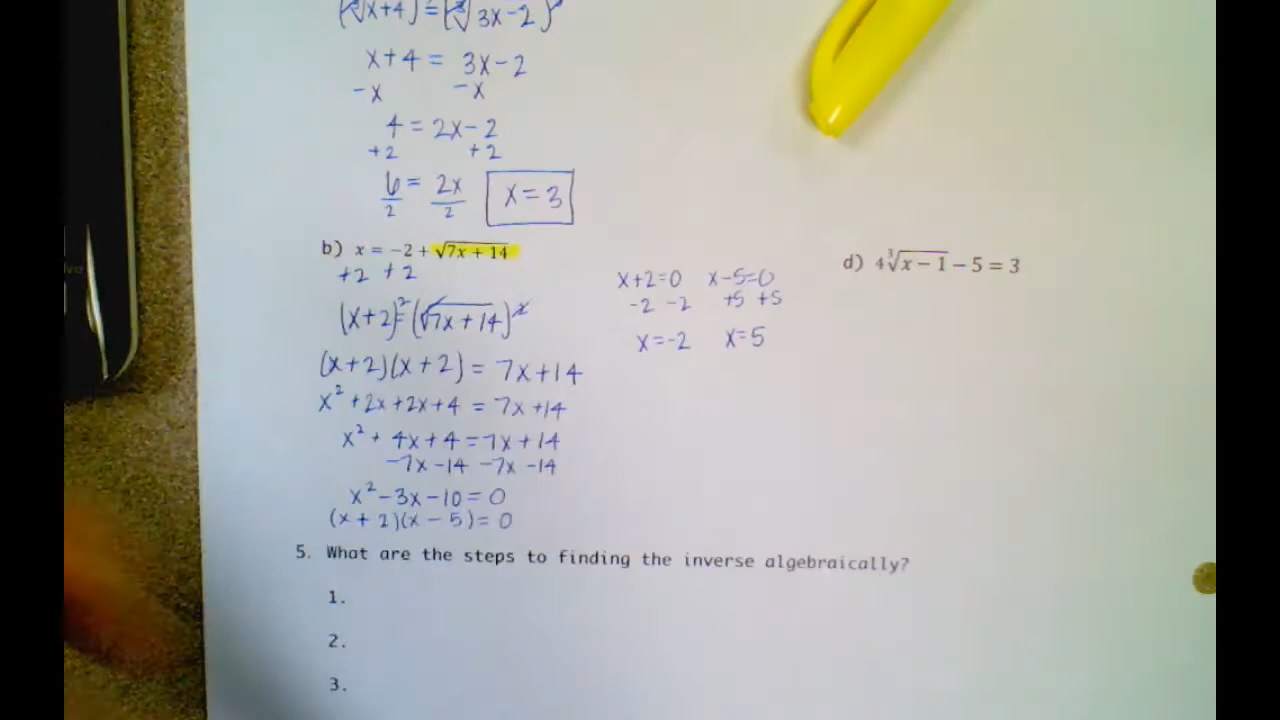 (∛x+4) = (∛3x-2)³
x+4 = 3x-2
-x -x
4 = 2x-2
+2 +2
6/2 = 2x/2 x=3
b) x = −2 + √7x + 14
+2 +2
(x+2)² = (√7x+14)²
(x+2)(x+2) = 7x+14
x² +2x+2x+4 = 7x+14
x² + 4x+4 = 7x+14
-7x -14 -7x -14
x² -3x -10 = 0
(x + 2)(x - 5) = 0
x+2=0 x-5=0
-2 -2 +5 +5
x=-2 x=5
d) 4∛x − 1 − 5 = 3
5. What are the steps to finding the inverse algebraically?
1.
2.
3.